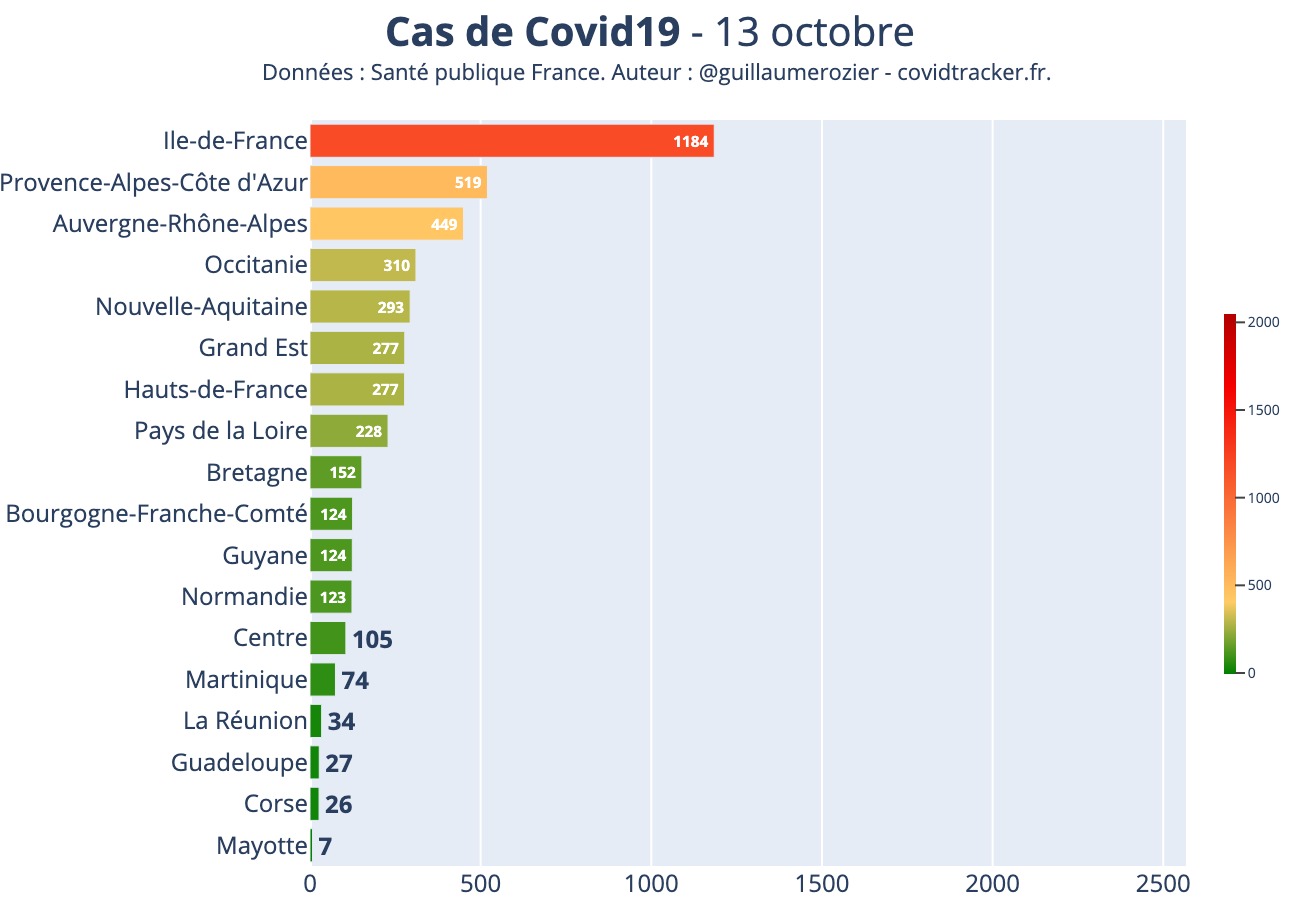 Cas de Covid19 - 13 octobre
Données : Santé publique France. Auteur : @guillaumerozier - covidtracker.fr.
Ile-de-France 1184
Provence-Alpes-Côte d'Azur 519
Auvergne-Rhône-Alpes 449
Occitanie 310
Nouvelle-Aquitaine 293
Grand Est 277
Hauts-de-France 277
Pays de la Loire 228
Bretagne 152
Bourgogne-Franche-Comté 124
Guyane 124
Normandie 123
Centre 105
Martinique 74
La Réunion 34
Guadeloupe 27
Corse 26
Mayotte 7
0 500 1000 1500 2000 2500
2000
1500
1000
500
0